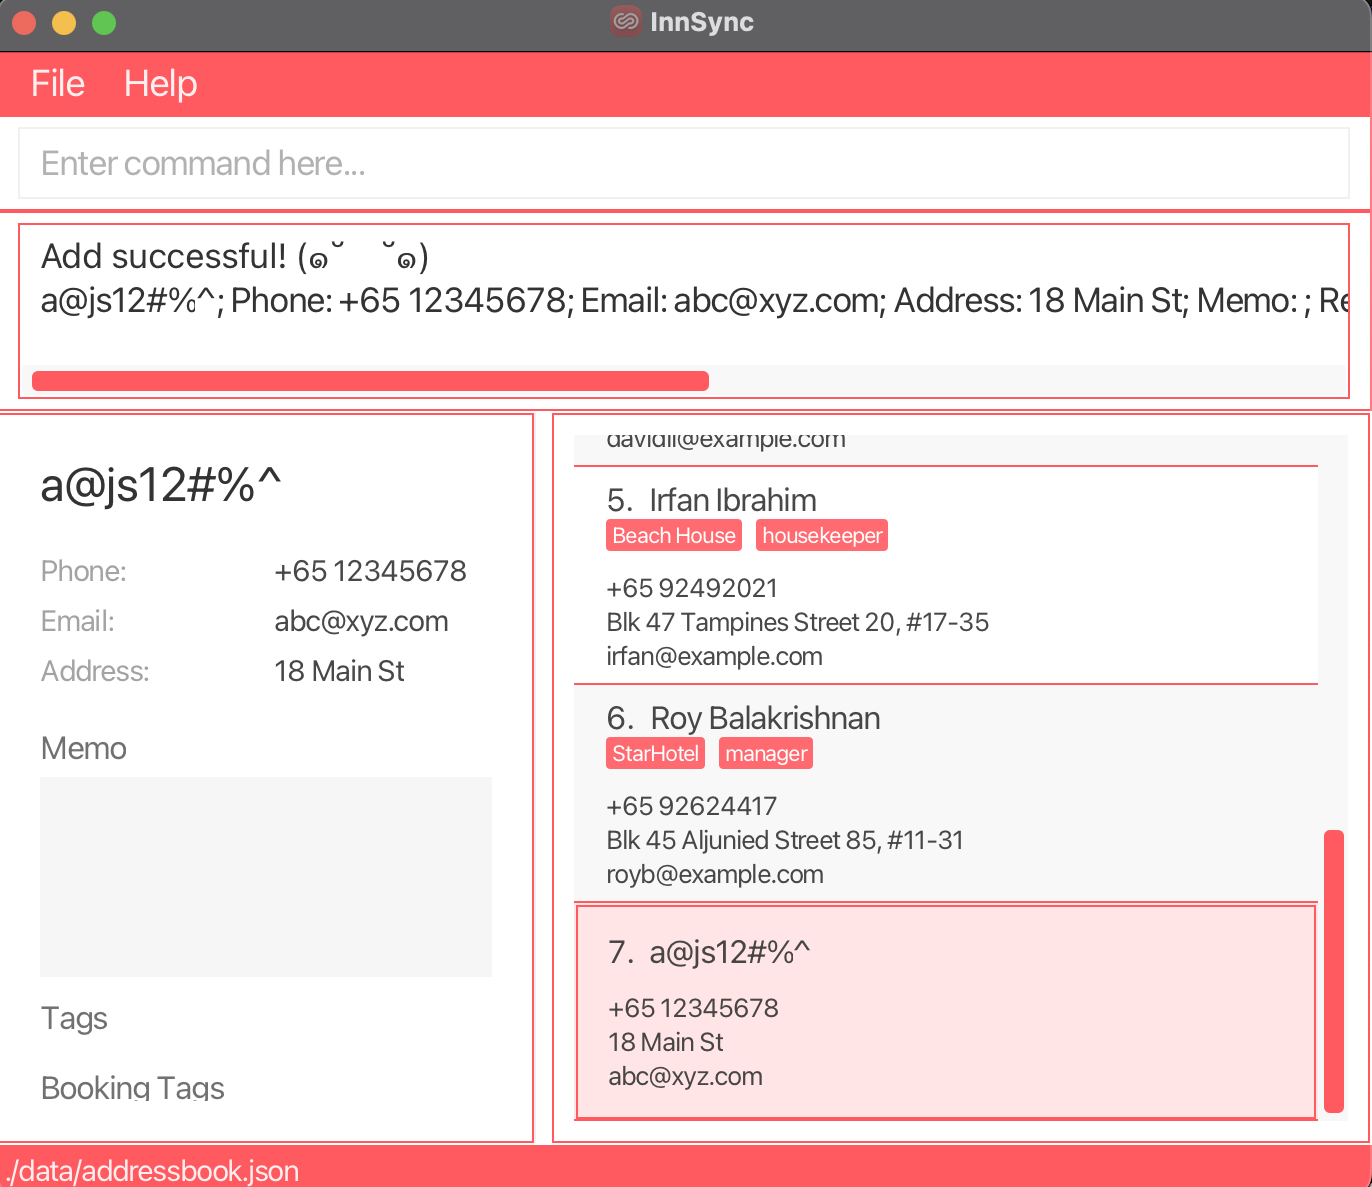 InnSync
File Help
Enter command here...
Add successful! (๑˘ ˘๑)
a@js12#%^; Phone: +65 12345678; Email: abc@xyz.com; Address: 18 Main St; Memo: ; Re
a@js12#%^
Phone: +65 12345678
Email: abc@xyz.com
Address: 18 Main St
Memo
Tags
Booking Tags
davidli@example.com
5. Irfan Ibrahim
Beach House housekeeper
+65 92492021
Blk 47 Tampines Street 20, #17-35
irfan@example.com
6. Roy Balakrishnan
StarHotel manager
+65 92624417
Blk 45 Aljunied Street 85, #11-31
royb@example.com
7. a@js12#%^
+65 12345678
18 Main St
abc@xyz.com
./data/addressbook.json